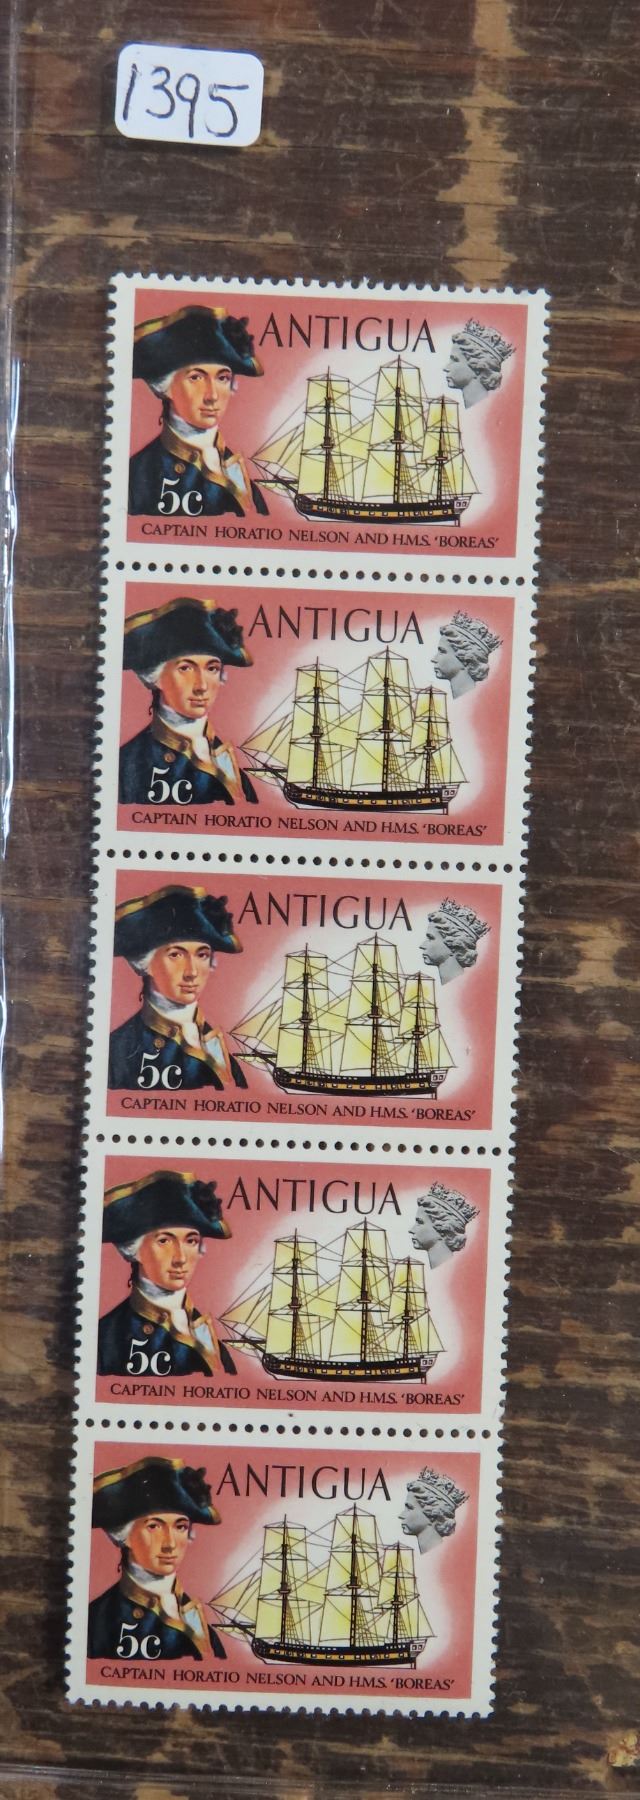 1395
ANTIGUA
5c
CAPTAIN HORATIO NELSON AND H.M.S. 'BOREAS'
ANTIGUA
5c
CAPTAIN HORATIO NELSON AND H.M.S. 'BOREAS'
ANTIGUA
5c
CAPTAIN HORATIO NELSON AND H.M.S. 'BOREAS'
ANTIGUA
5c
CAPTAIN HORATIO NELSON AND H.M.S. 'BOREAS'
ANTIGUA
5c
CAPTAIN HORATIO NELSON AND H.M.S. 'BOREAS'